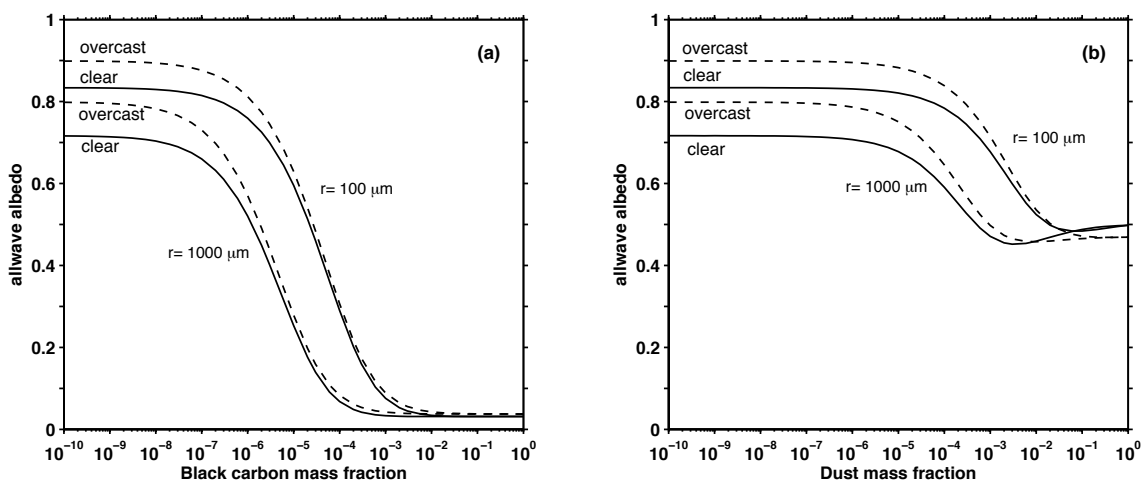 1
0.8
0.6
0.4
0.2
0
allwave albedo
overcast
clear
overcast
clear
(a)
r= 100 μm
r= 1000 μm
10⁻¹⁰ 10⁻⁹ 10⁻⁸ 10⁻⁷ 10⁻⁶ 10⁻⁵ 10⁻⁴ 10⁻³ 10⁻² 10⁻¹ 10⁰
Black carbon mass fraction
1
0.8
0.6
0.4
0.2
0
allwave albedo
overcast
clear
overcast
clear
(b)
r= 100 μm
r= 1000 μm
10⁻¹⁰ 10⁻⁹ 10⁻⁸ 10⁻⁷ 10⁻⁶ 10⁻⁵ 10⁻⁴ 10⁻³ 10⁻² 10⁻¹ 10⁰
Dust mass fraction